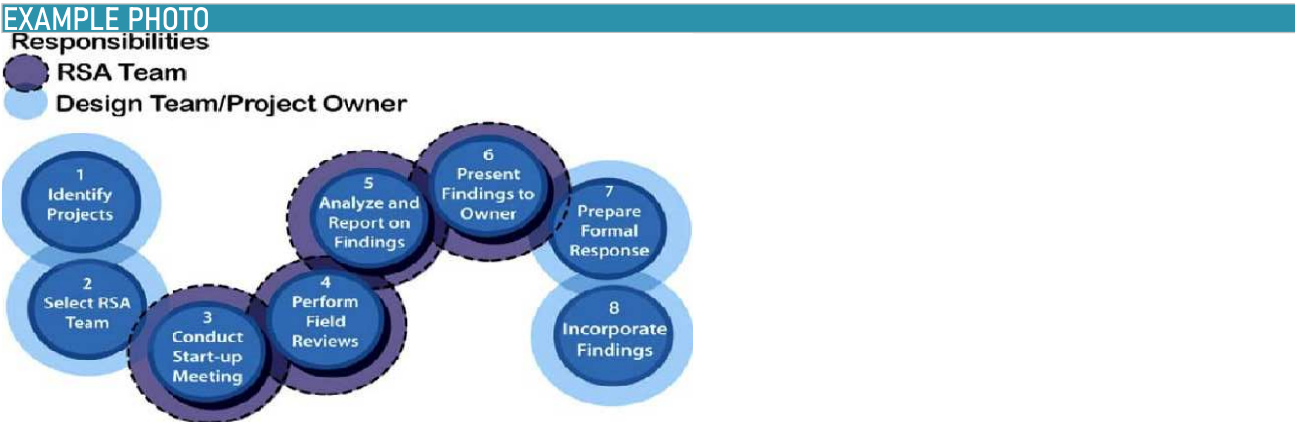 EXAMPLE PHOTO
Responsibilities
RSA Team
Design Team/Project Owner
1
Identify
Projects
2
Select RSA
Team
3
Conduct
Start-up
Meeting
4
Perform
Field
Reviews
5
Analyze and
Report on
Findings
6
Present
Findings to
Owner
7
Prepare
Formal
Response
8
Incorporate
Findings